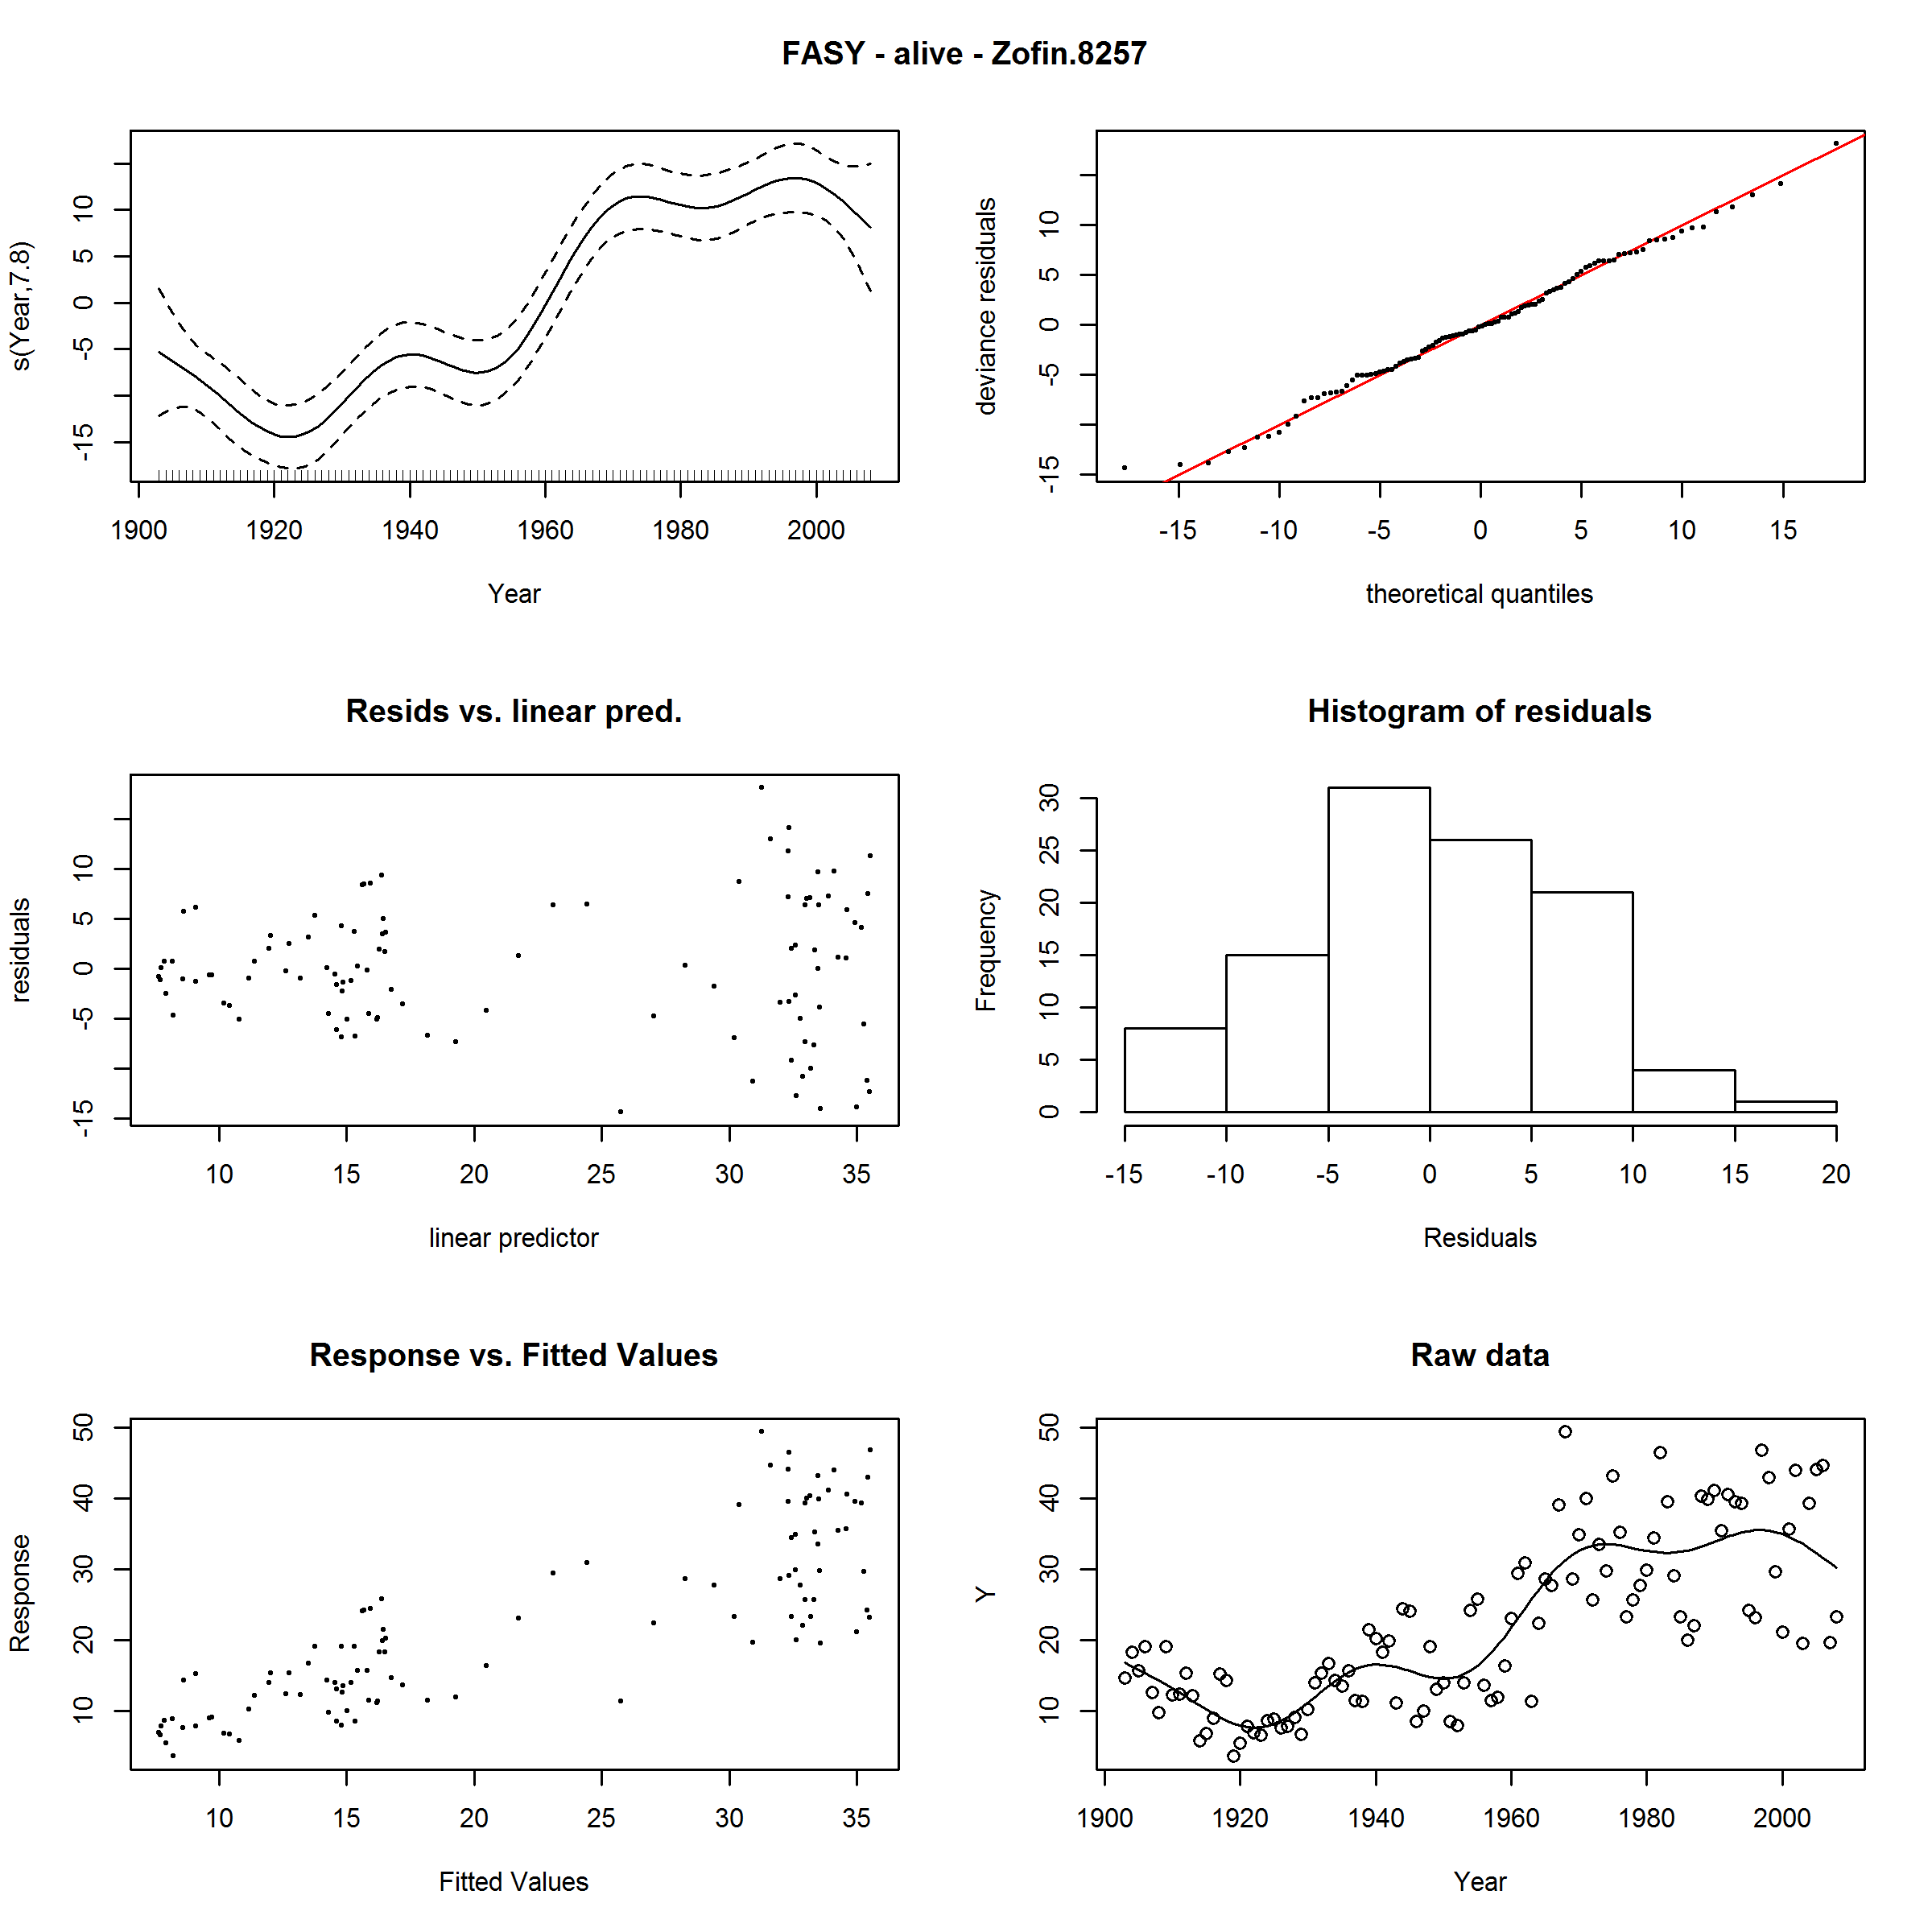 FASY - alive - Zofin.8257
s(Year,7.8)
-15 -5 0 5 10
1900 1920 1940 1960 1980 2000
Year
deviance residuals
-15 -5 0 5 10
-15 -10 -5 0 5 10 15
theoretical quantiles
Resids vs. linear pred.
residuals
-15 -5 0 5 10
10 15 20 25 30 35
linear predictor
Histogram of residuals
Frequency
0 5 10 15 20 25 30
-15 -10 -5 0 5 10 15 20
Residuals
Response vs. Fitted Values
Response
10 20 30 40 50
10 15 20 25 30 35
Fitted Values
Raw data
Y
10 20 30 40 50
1900 1920 1940 1960 1980 2000
Year